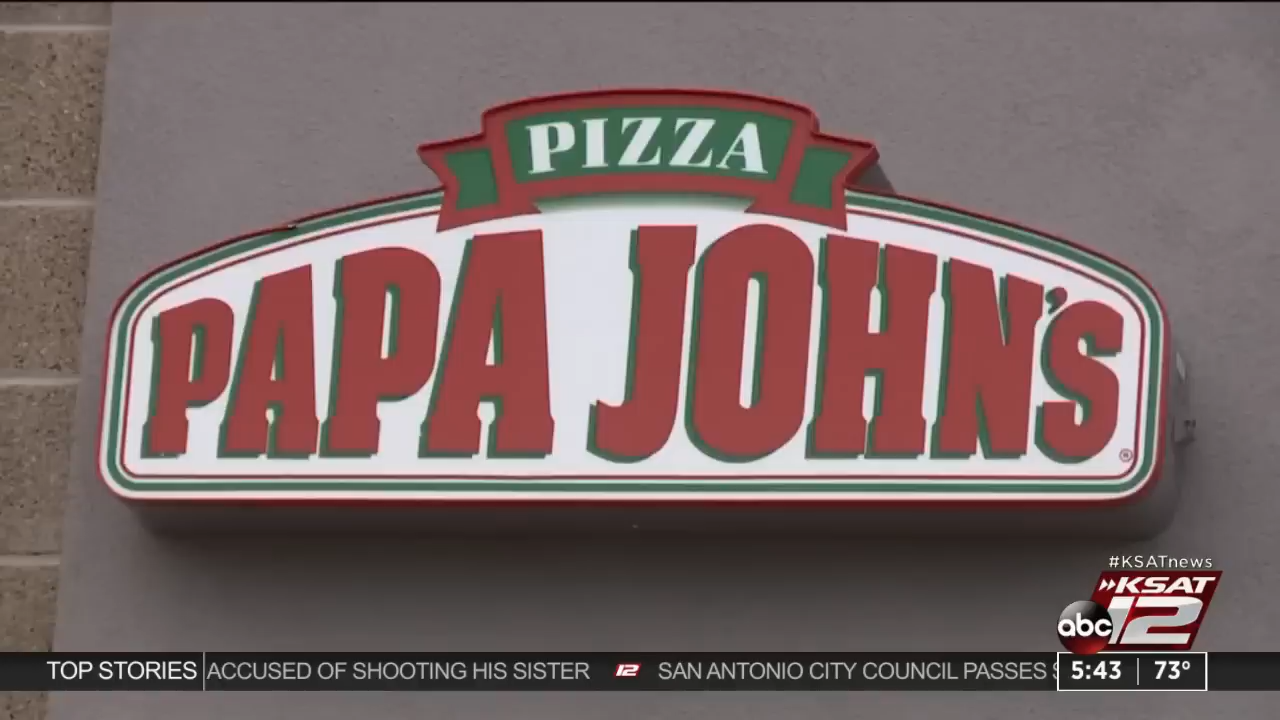 PIZZA
PAPA JOHN'S
®
#KSATnews
KSAT
abc 12
TOP STORIES ACCUSED OF SHOOTING HIS SISTER 12 SAN ANTONIO CITY COUNCIL PASSES 5:43 73°